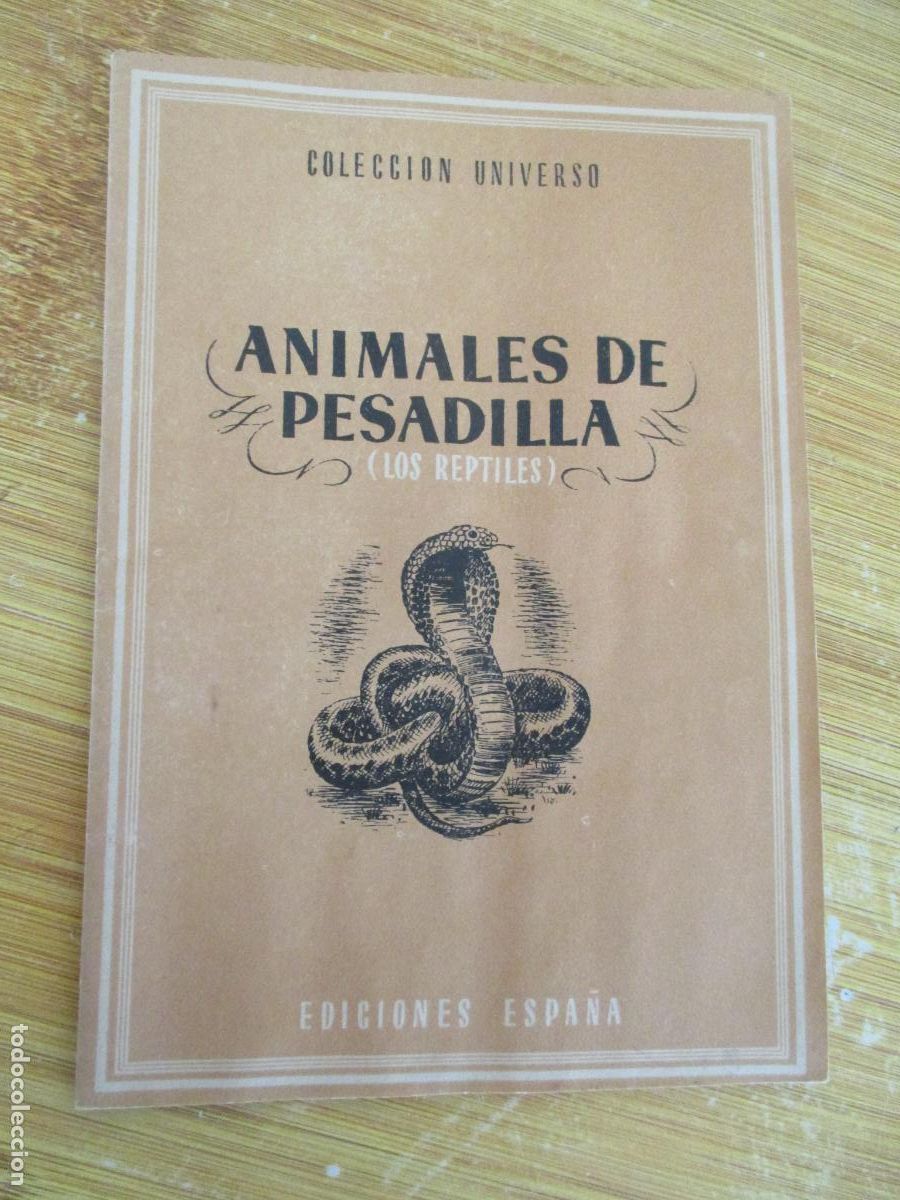 COLECCION UNIVERSO
ANIMALES DE
PESADILLA
(LOS REPTILES)
EDICIONES ESPAÑA
todocoleccion